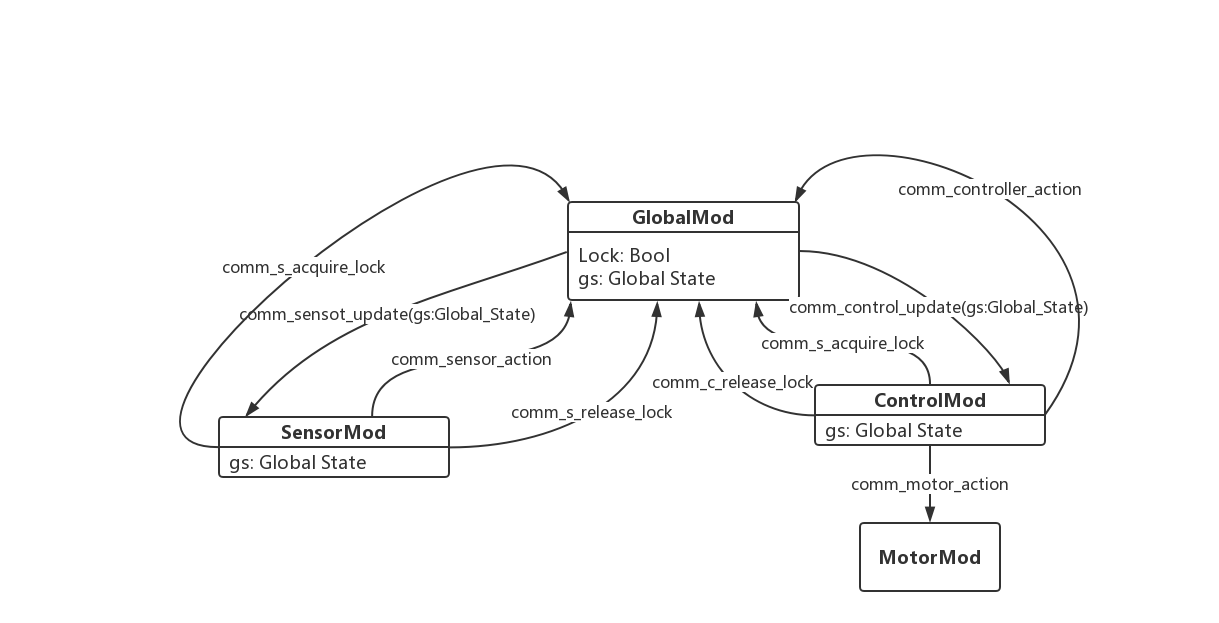 comm_controller_action
GlobalMod
Lock: Bool
gs: Global State
comm_s_acquire_lock
comm_sensot_update(gs:Global_State)
comm_control_update(gs:Global_State)
comm_s_acquire_lock
comm_sensor_action
comm_c_release_lock
comm_s_release_lock
ControlMod
gs: Global State
SensorMod
gs: Global State
comm_motor_action
MotorMod